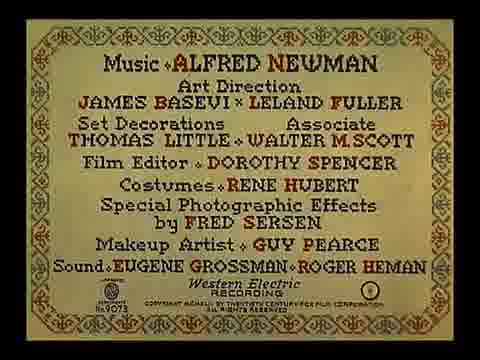 Music ⬥ ALFRED NEWMAN
Art Direction
JAMES BASEVI × LELAND FULLER
Set Decorations Associate
THOMAS LITTLE ⬥ WALTER M. SCOTT
Film Editor ⬥ DOROTHY SPENCER
Costumes ⬥ RENE HUBERT
Special Photographic Effects
by FRED SERSEN
Makeup Artist ⬥ GUY PEARCE
Sound ⬥ EUGENE GROSSMAN ⬥ ROGER HEMAN
Western Electric
RECORDING
No. 9073
COPYRIGHT MCMXLIII BY TWENTIETH CENTURY-FOX FILM CORPORATION
ALL RIGHTS RESERVED